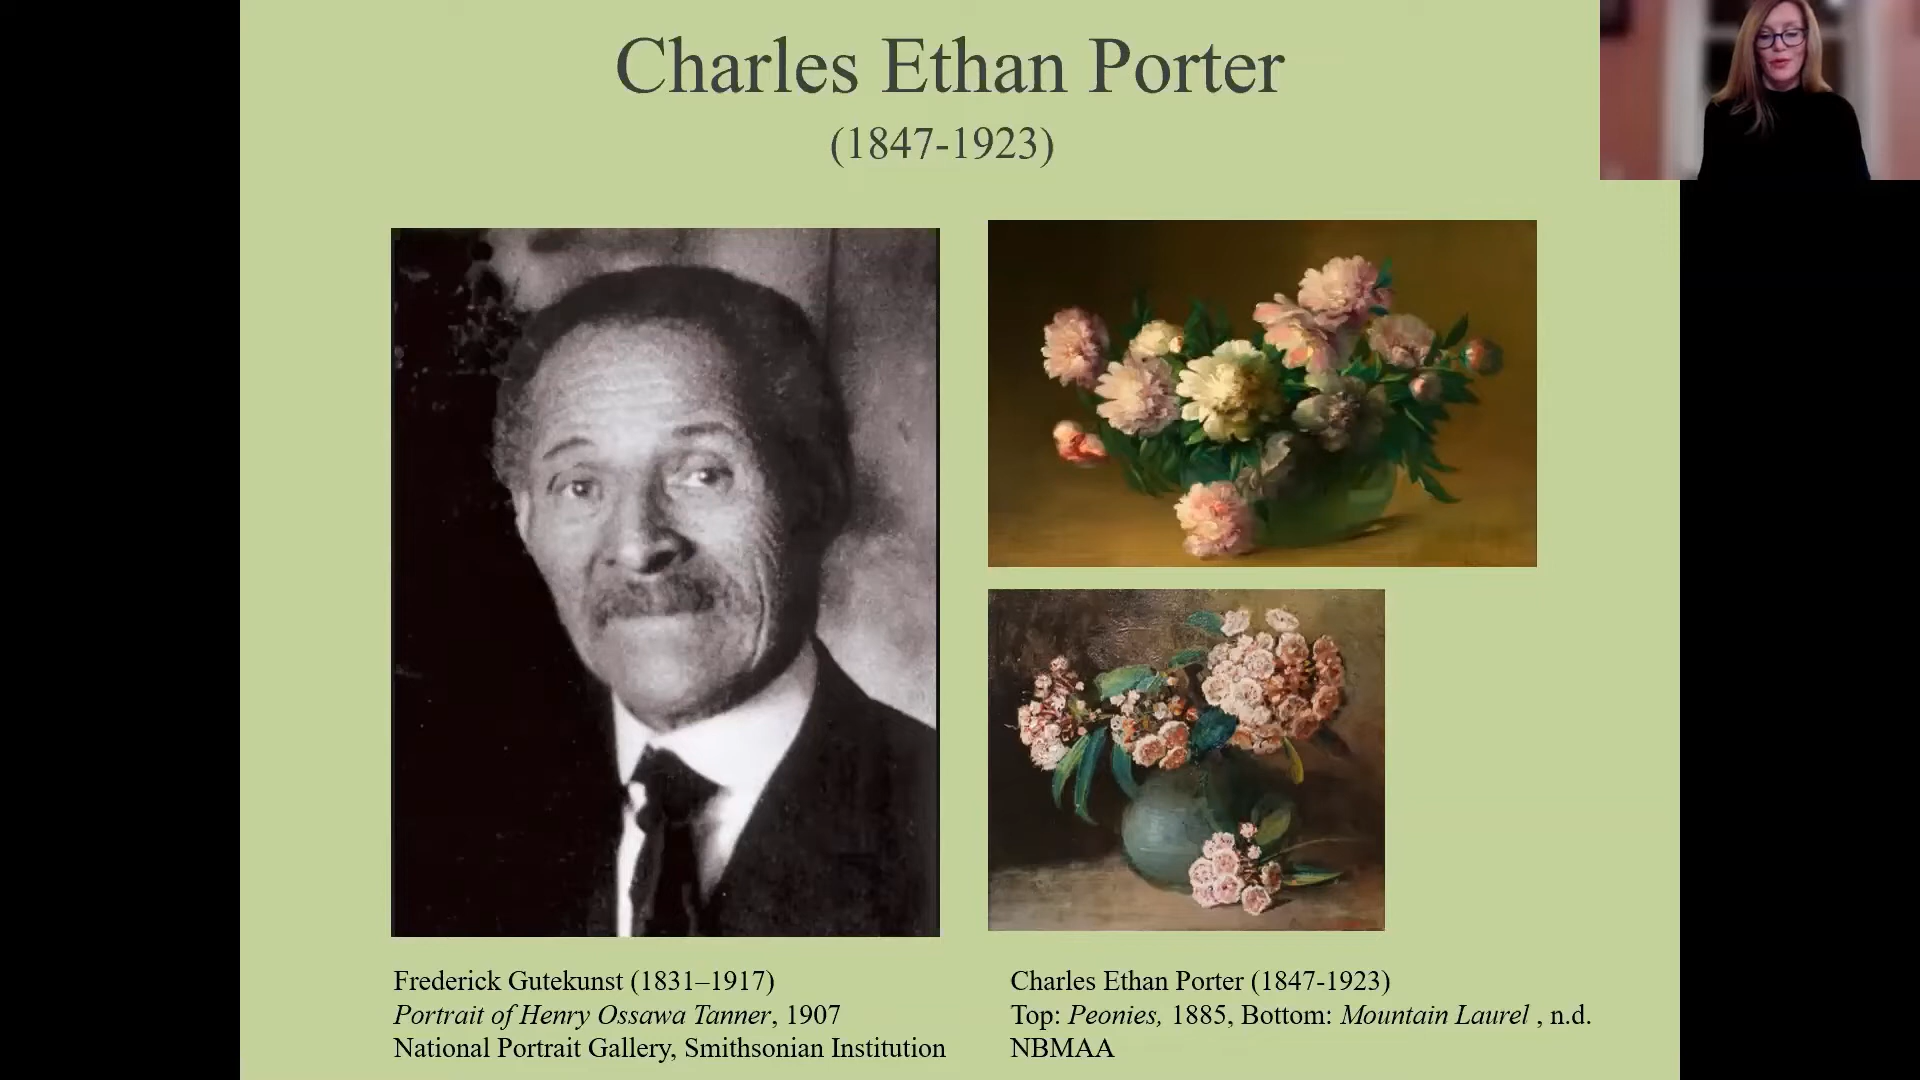 Charles Ethan Porter
(1847-1923)
Frederick Gutekunst (1831–1917)
Portrait of Henry Ossawa Tanner, 1907
National Portrait Gallery, Smithsonian Institution
Charles Ethan Porter (1847-1923)
Top: Peonies, 1885, Bottom: Mountain Laurel , n.d.
NBMAA